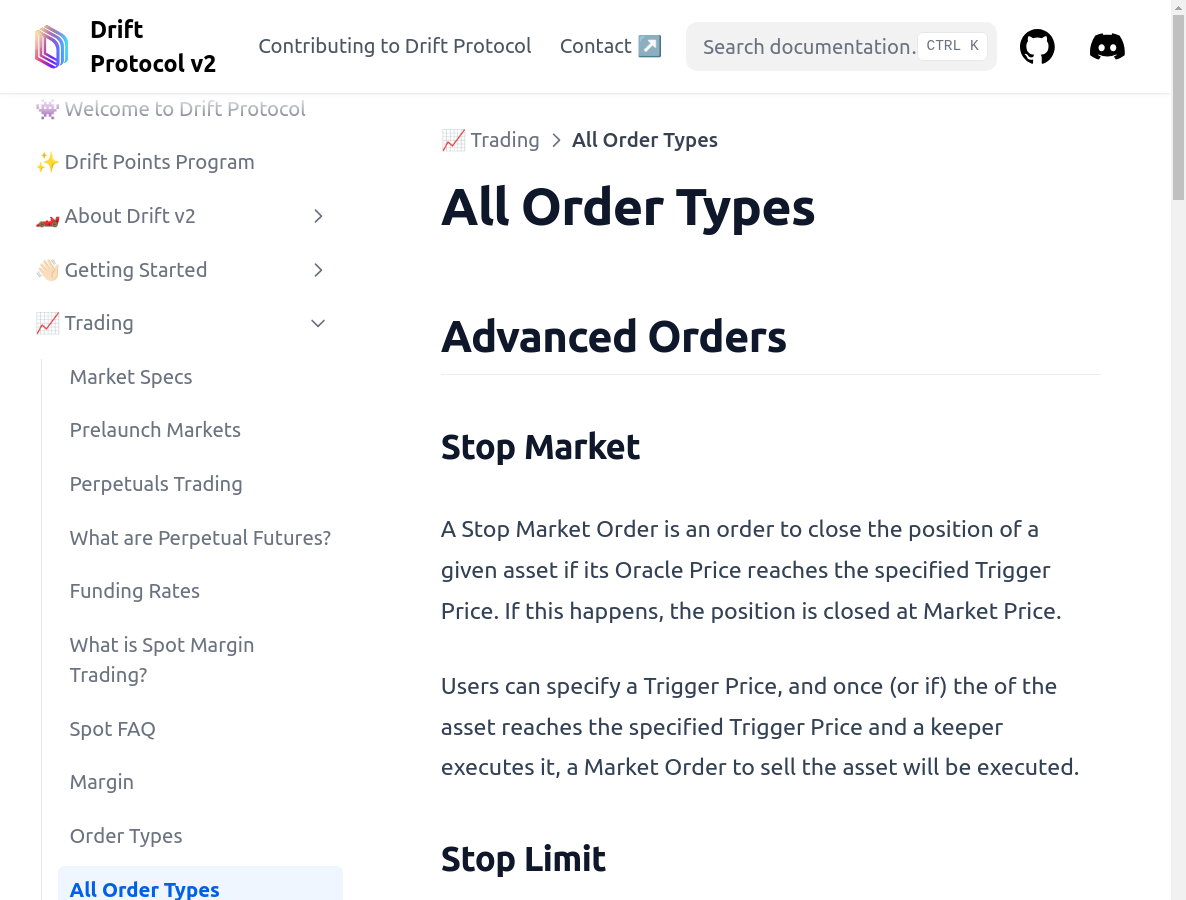 Drift
Protocol v2
Contributing to Drift Protocol
Contact ↗️
Search documentation.
CTRL K
👾 Welcome to Drift Protocol
✨ Drift Points Program
🏎️ About Drift v2
👋🏻 Getting Started
📈 Trading
Market Specs
Prelaunch Markets
Perpetuals Trading
What are Perpetual Futures?
Funding Rates
What is Spot Margin
Trading?
Spot FAQ
Margin
Order Types
All Order Types
📈 Trading > All Order Types
All Order Types
Advanced Orders
Stop Market
A Stop Market Order is an order to close the position of a
given asset if its Oracle Price reaches the specified Trigger
Price. If this happens, the position is closed at Market Price.
Users can specify a Trigger Price, and once (or if) the of the
asset reaches the specified Trigger Price and a keeper
executes it, a Market Order to sell the asset will be executed.
Stop Limit